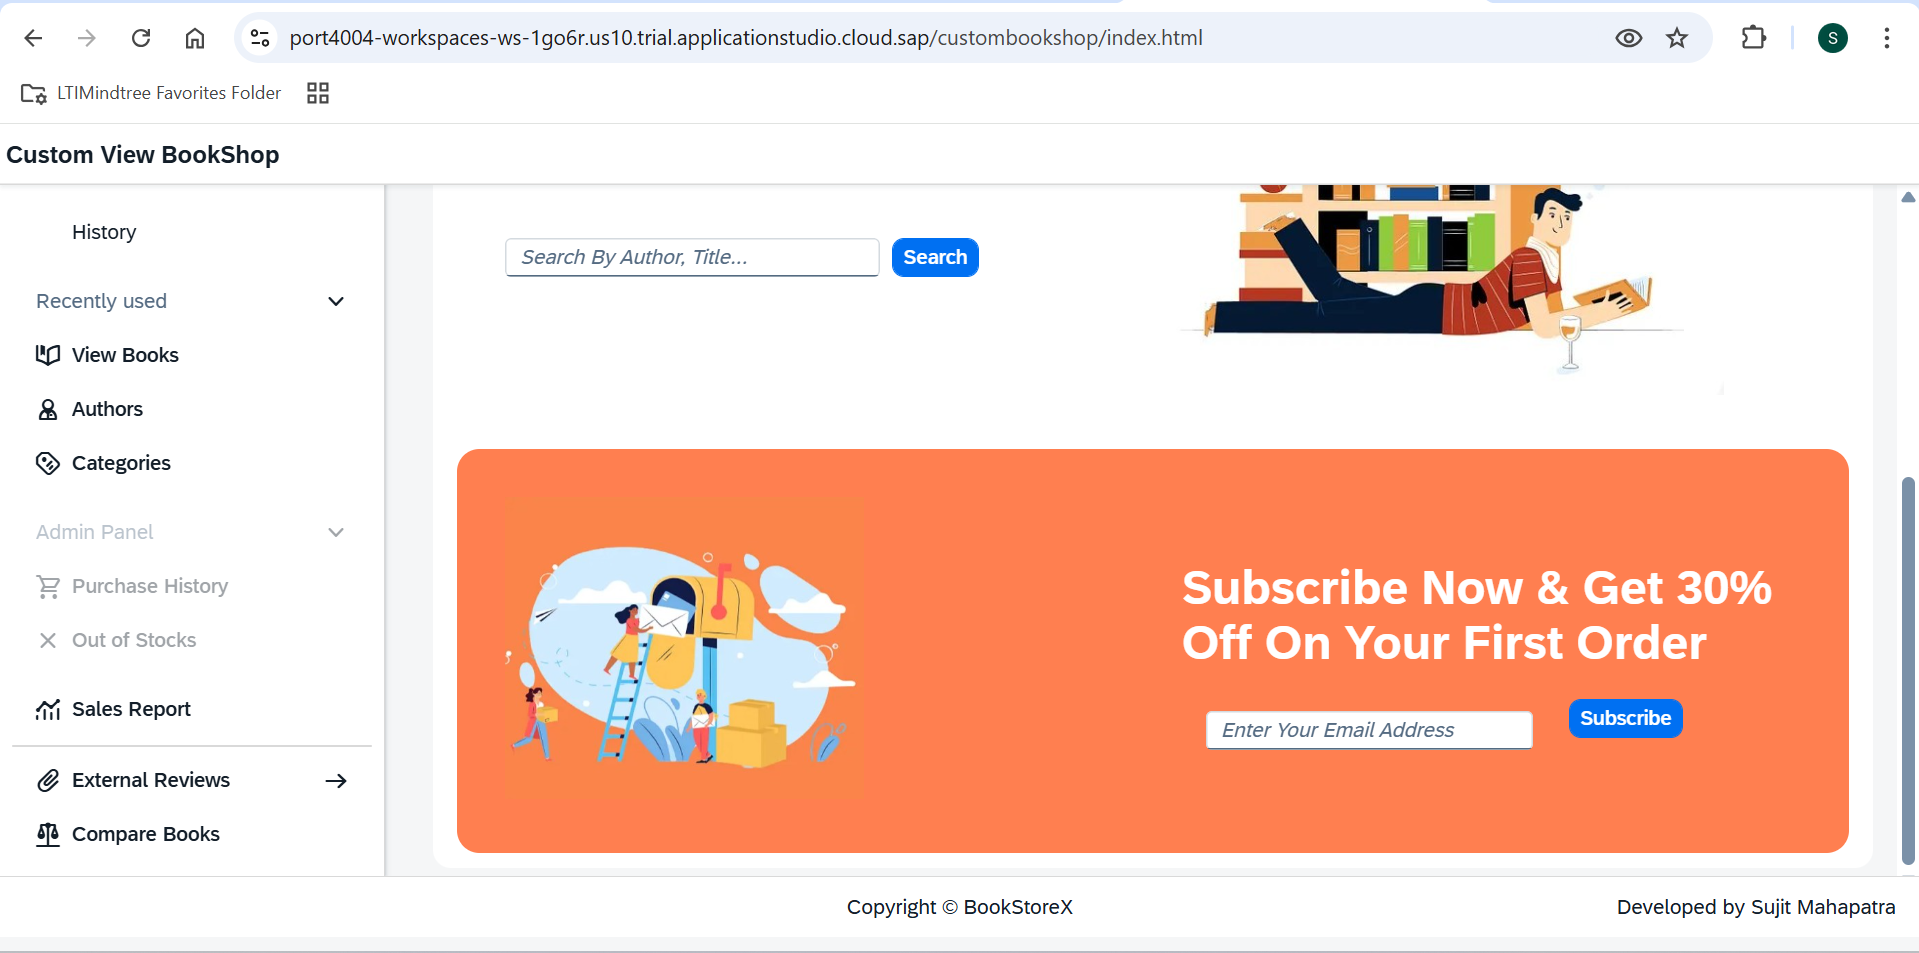 port4004-workspaces-ws-1go6r.us10.trial.applicationstudio.cloud.sap/custombookshop/index.html
S
LTIMindtree Favorites Folder
Custom View BookShop
History
Recently used
View Books
Authors
Categories
Admin Panel
Purchase History
Out of Stocks
Sales Report
External Reviews
Compare Books
Search By Author, Title...
Search
Subscribe Now & Get 30%
Off On Your First Order
Enter Your Email Address
Subscribe
Copyright © BookStoreX
Developed by Sujit Mahapatra